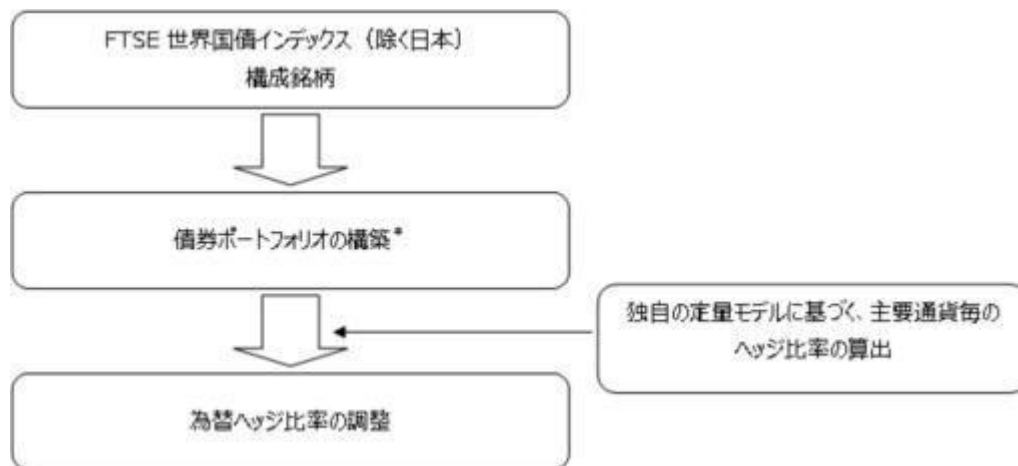 FTSE 世界国債インデックス（除く日本）
構成銘柄
債券ポートフォリオの構築*
独自の定量モデルに基づく、主要通貨毎の
ヘッジ比率の算出
為替ヘッジ比率の調整